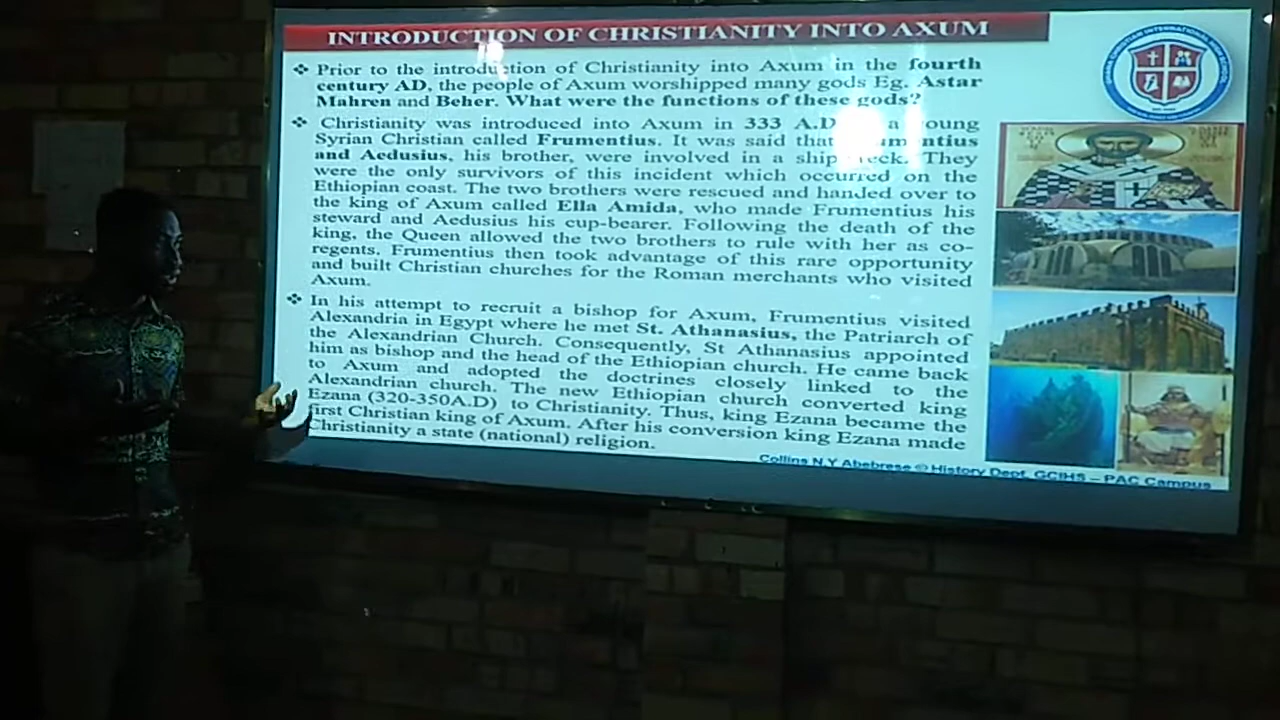 INTRODUCTION OF CHRISTIANITY INTO AXUM
❖ Prior to the introduction of Christianity into Axum in the fourth
century AD, the people of Axum worshipped many gods Eg. Astar
Mahren and Beher. What were the functions of these gods?
❖ Christianity was introduced into Axum in 333 A.D a young
Syrian Christian called Frumentius. It was said that
and Aedusius, his brother, were involved in a They
were the only survivors of this incident which occurred on the
Ethiopian coast. The two brothers were rescued and handed over to
the king of Axum called Ella Amida, who made Frumentius his
steward and Aedusius his cup-bearer. Following the death of the
king, the Queen allowed the two brothers to rule with her as co-
regents. Frumentius then took advantage of this rare opportunity
and built Christian churches for the Roman merchants who visited
Axum.
❖ In his attempt to recruit a bishop for Axum, Frumentius visited
Alexandria in Egypt where he met St. Athanasius, the Patriarch of
the Alexandrian Church. Consequently, St Athanasius appointed
him as bishop and the head of the Ethiopian church. He came back
to Axum and adopted the doctrines closely linked to the
Alexandrian church. The new Ethiopian church converted king
Ezana (320-350A.D) to Christianity. Thus, king Ezana became the
first Christian king of Axum. After his conversion king Ezana made
Christianity a state (national) religion.
Collins N.Y Abebrese © History Dept, GCIHS – PAC Campus